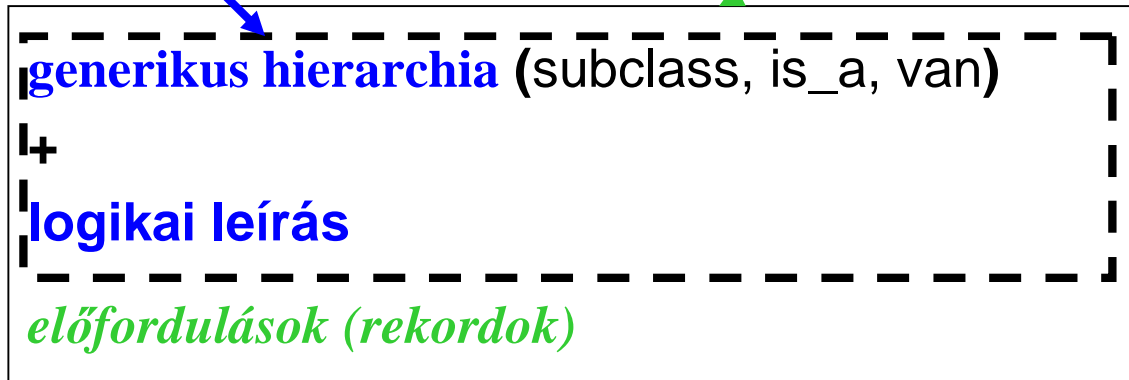 generikus hierarchia (subclass, is_a, van)
+
logikai leírás
előfordulások (rekordok)